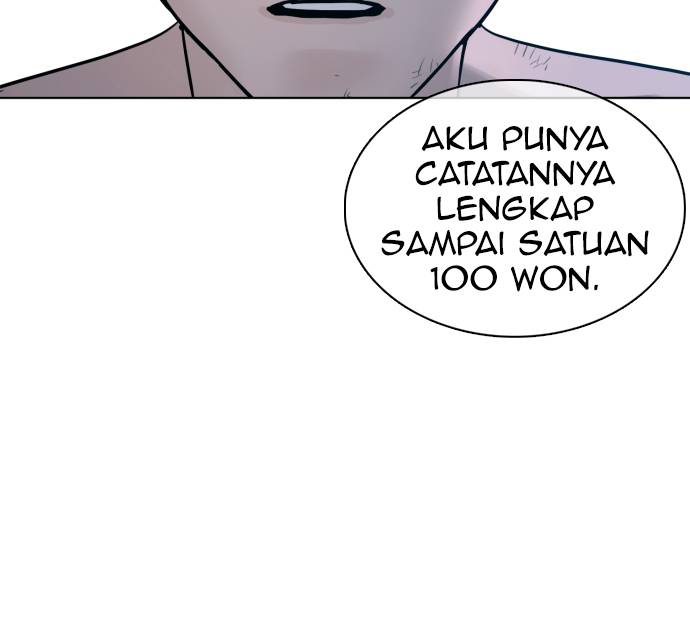 AKU PUNYA
CATATANNYA
LENGKAP
SAMPAI SATUAN
100 WON.